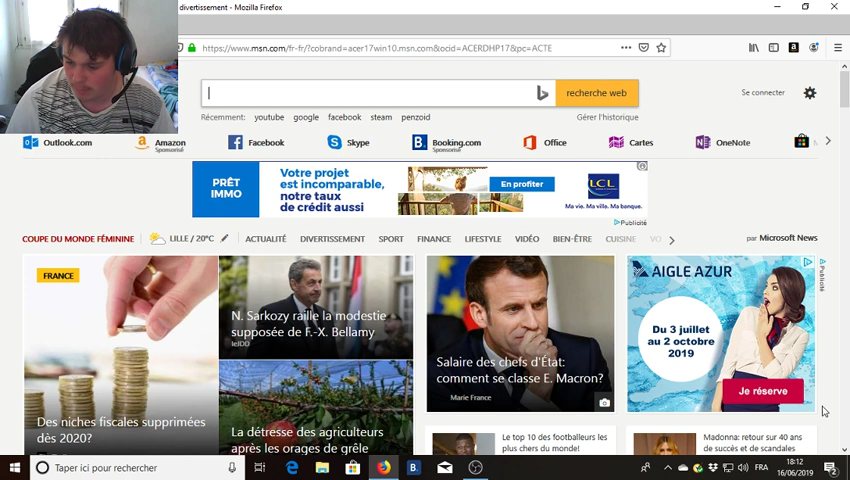 divertissement - Mozilla Firefox
https://www.msn.com/fr-fr/?cobrand=acer17win10.msn.com&ocid=ACERDHP17&pc=ACTE
recherche web
Se connecter
Récemment: youtube google facebook steam penzoid
Gérer l'historique
Outlook.com
Amazon
Sponsorisé
Facebook
Skype
Booking.com
Sponsorisé
Office
Cartes
OneNote
PRÊT
IMMO
Votre projet
est incomparable,
notre taux
de crédit aussi
En profiter
LCL
Ma vie. Ma ville. Ma banque.
Publicité
COUPE DU MONDE FÉMININE
LILLE / 20°C
ACTUALITÉ DIVERTISSEMENT SPORT FINANCE LIFESTYLE VIDÉO BIEN-ÊTRE CUISINE VO
par Microsoft News
FRANCE
Des niches fiscales supprimées
dès 2020?
N. Sarkozy raille la modestie
supposée de F.-X. Bellamy
leJDD
La détresse des agriculteurs
après les orages de grêle
Salaire des chefs d'État:
comment se classe E. Macron?
Marie France
AIGLE AZUR
Du 3 juillet
au 2 octobre
2019
Je réserve
Publicité
Le top 10 des footballeurs les
plus chers du monde!
Madonna: retour sur 40 ans
de succès et de scandales
Taper ici pour rechercher
B.
FRA
18:12
16/06/2019
2